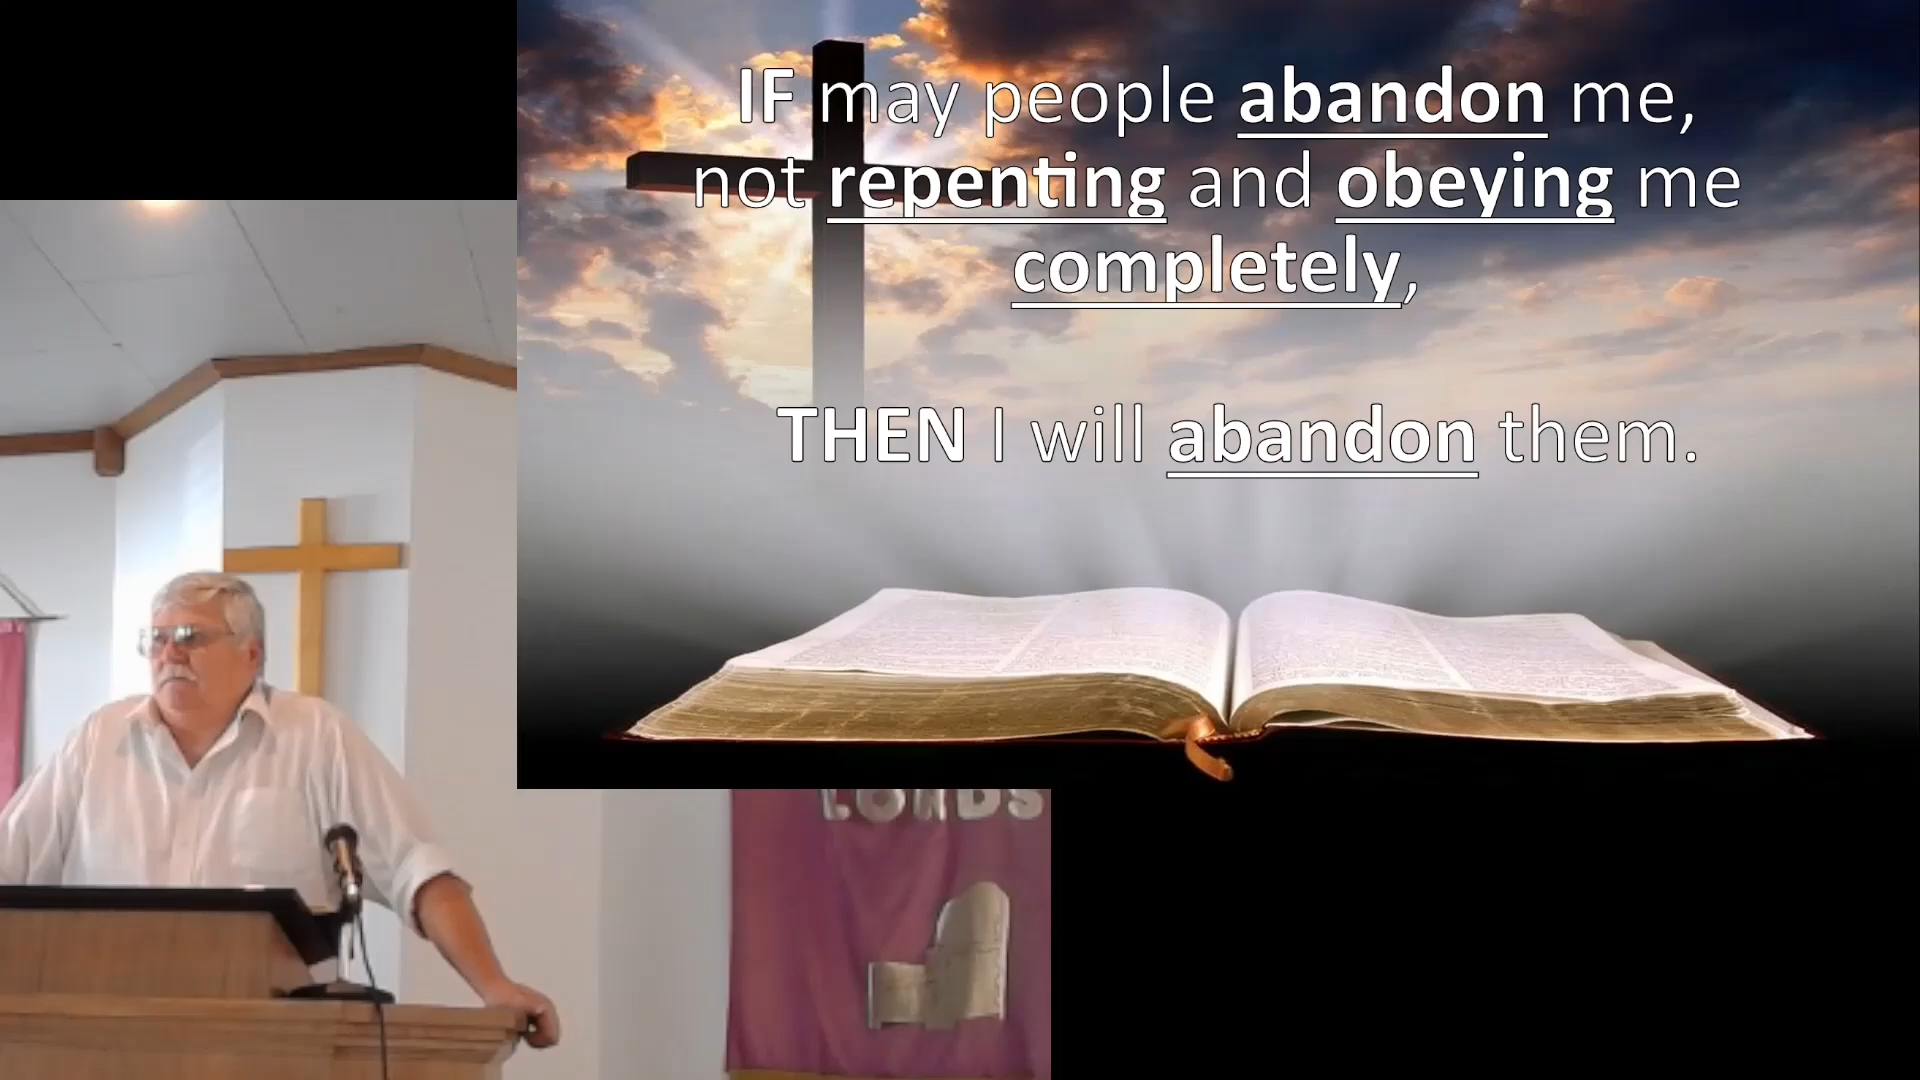 IF may people abandon me,
not repenting and obeying me
completely,
THEN I will abandon them.
LORDS